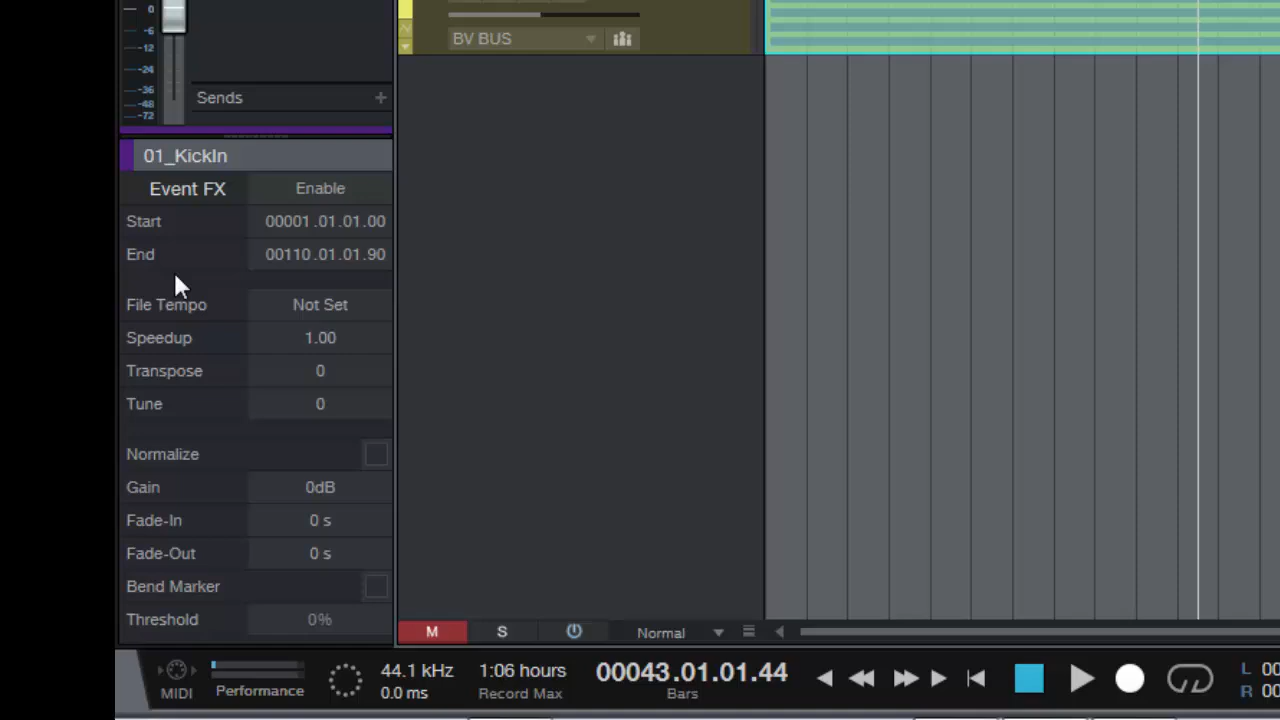 0
-6
-12
-24
-36
-48
-72
Sends +
BV BUS
01_KickIn
Event FX Enable
Start 00001.01.01.00
End 00110.01.01.90
File Tempo Not Set
Speedup 1.00
Transpose 0
Tune 0
Normalize
Gain 0dB
Fade-In 0 s
Fade-Out 0 s
Bend Marker
Threshold 0%
M S Normal
MIDI Performance
44.1 kHz
0.0 ms
1:06 hours
Record Max
00043.01.01.44
Bars
L 00
R 00